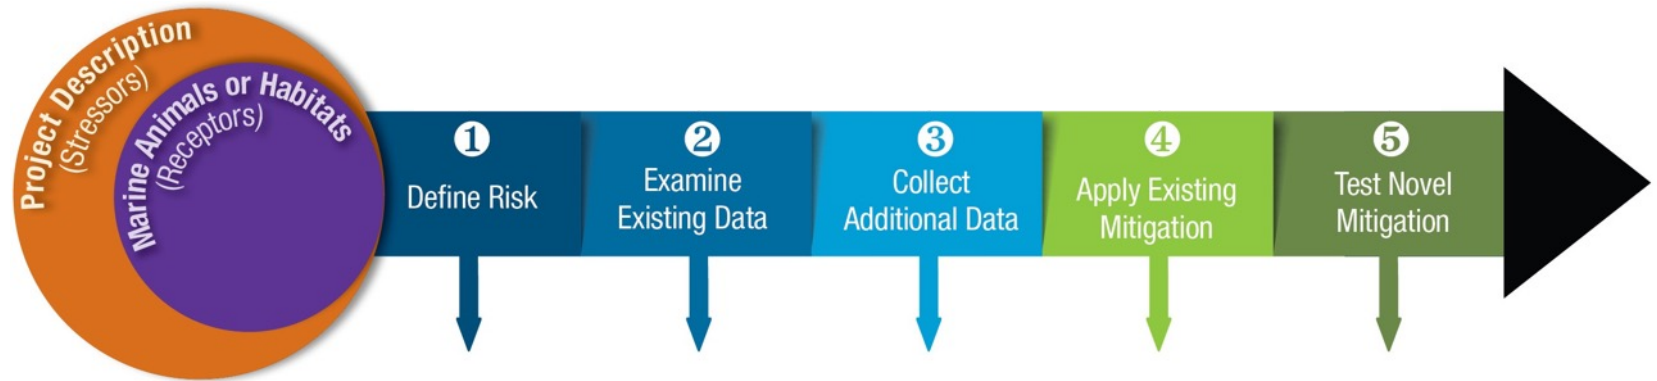 Project Description
(Stressors)
Marine Animals or Habitats
(Receptors)
1
Define Risk
2
Examine
Existing Data
3
Collect
Additional Data
4
Apply Existing
Mitigation
5
Test Novel
Mitigation